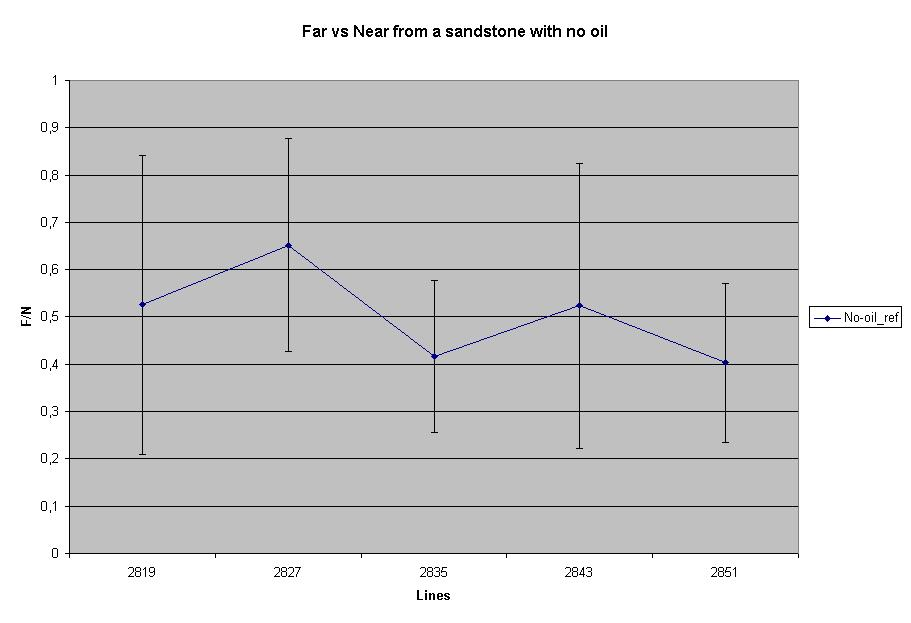 Far vs Near from a sandstone with no oil
1
0,9
0,8
0,7
0,6
0,5
0,4
0,3
0,2
0,1
0
F/N
2819 2827 2835 2843 2851
Lines
No-oil_ref